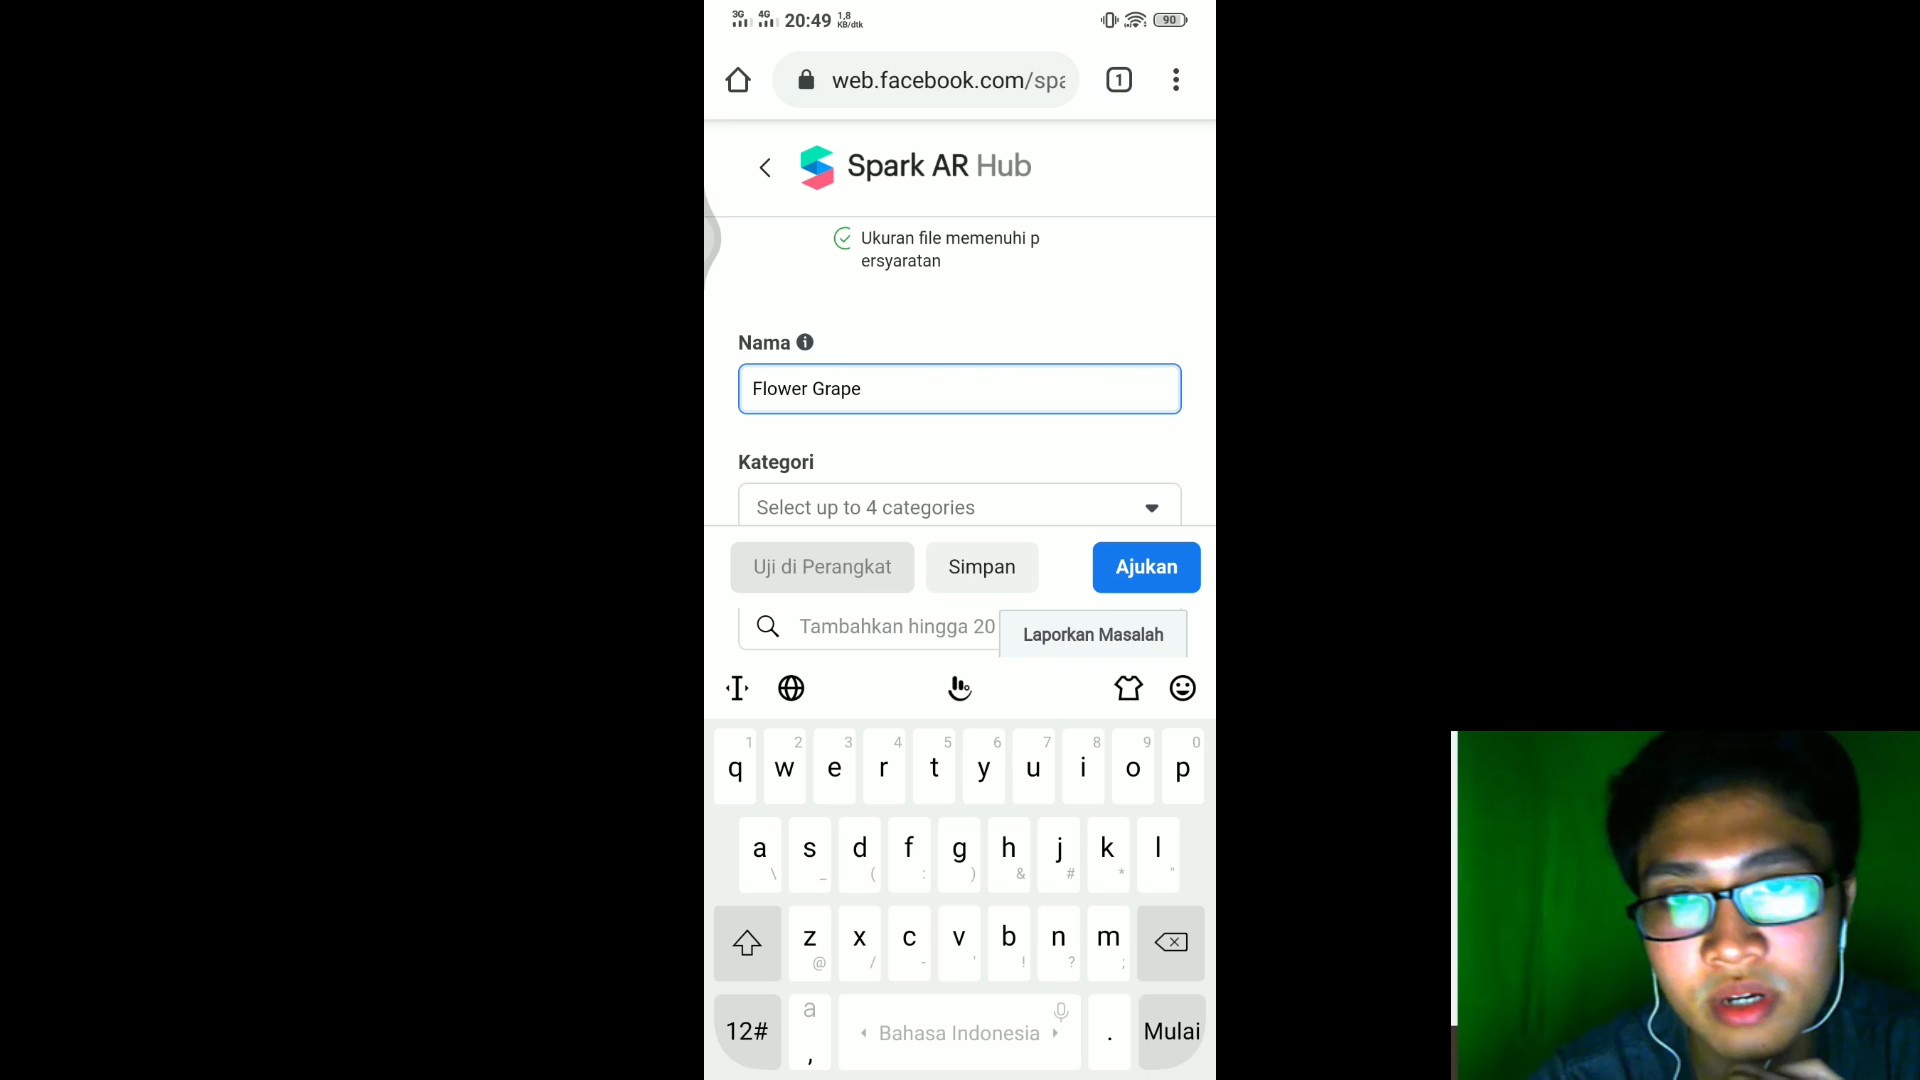 3G 4G 20:49 1,8 KB/dtk 90
web.facebook.com/spa 1
Spark AR Hub
Ukuran file memenuhi p
ersyaratan
Nama
Flower Grape
Kategori
Select up to 4 categories
Uji di Perangkat Simpan Ajukan
Tambahkan hingga 20 Laporkan Masalah
1 2 3 4 5 6 7 8 9 0
q w e r t y u i o p
a s d f g h j k l
\ _ ( : ) & # * "
z x c v b n m
@ / - ' ! ? ;
12# a , Bahasa Indonesia . Mulai